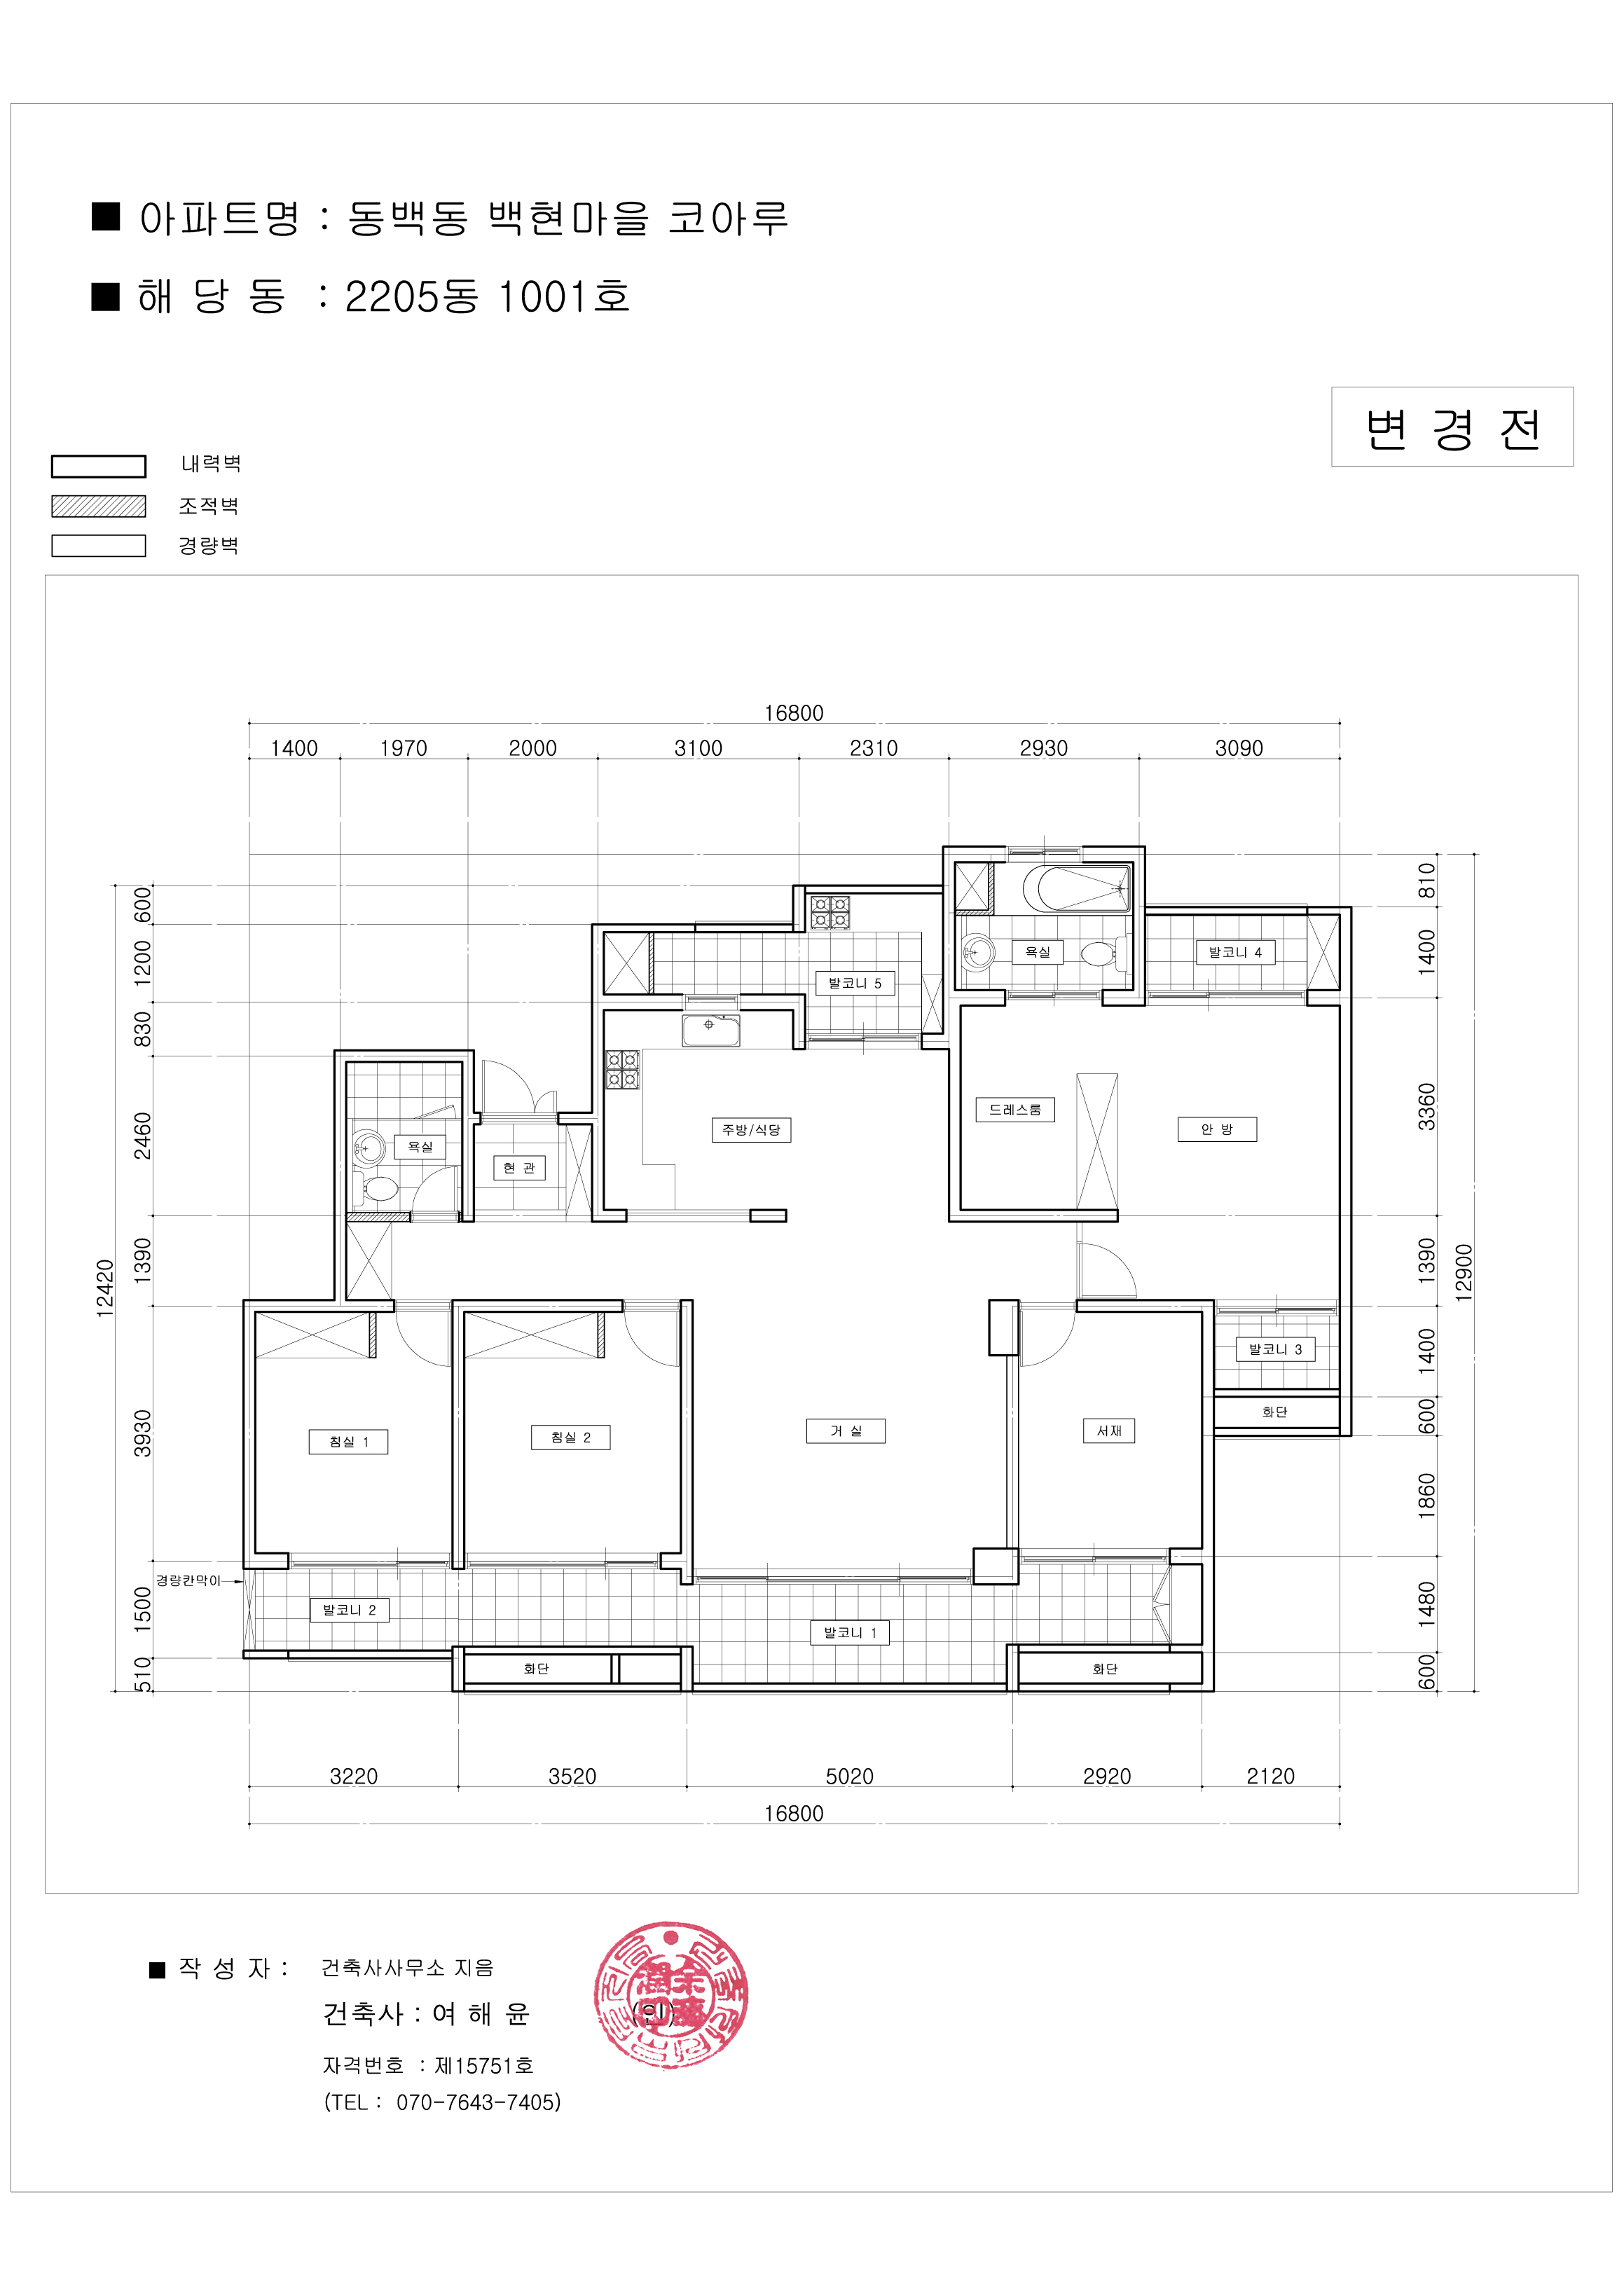 ■ 아파트명 : 동백동 백현마을 코아루
■ 해 당 동 : 2205동 1001호
변 경 전
내력벽
조적벽
경량벽
16800
1400 1970 2000 3100 2310 2930 3090
600
1200
830
2460
1390
3930
1500
510
12420
810
1400
3360
1390
1400
600
1860
1480
600
12900
욕실
발코니 4
발코니 5
드레스룸
안 방
주방/식당
욕실
현 관
발코니 3
화단
침실 1
침실 2
거 실
서재
경량칸막이
발코니 2
발코니 1
화단
화단
3220 3520 5020 2920 2120
16800
■ 작 성 자 : 건축사사무소 지음
건축사 : 여 해 윤 (인)
자격번호 : 제15751호
(TEL : 070-7643-7405)